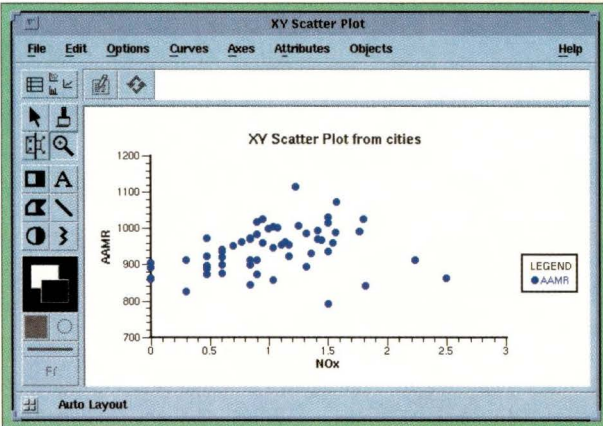 XY Scatter Plot
File Edit Options Curves Axes Attributes Objects Help
XY Scatter Plot from cities
1200
1100
1000
900
800
700
AAMR
0 0.5 1 1.5 2 2.5 3
NOx
LEGEND
AAMR
A
Ff
Auto Layout